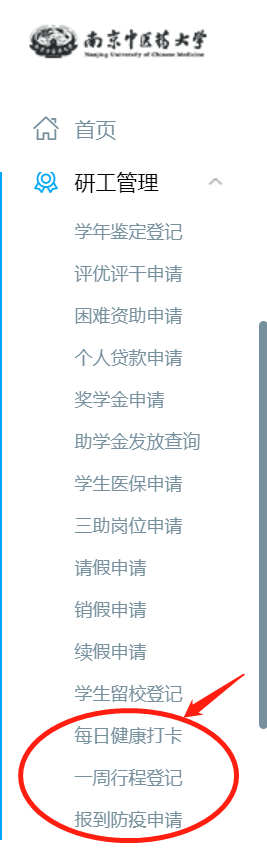 南京中医药大学
Nanjing University of Chinese Medicine
首页
研工管理
学年鉴定登记
评优评干申请
困难资助申请
个人贷款申请
奖学金申请
助学金发放查询
学生医保申请
三助岗位申请
请假申请
销假申请
续假申请
学生留校登记
每日健康打卡
一周行程登记
报到防疫申请